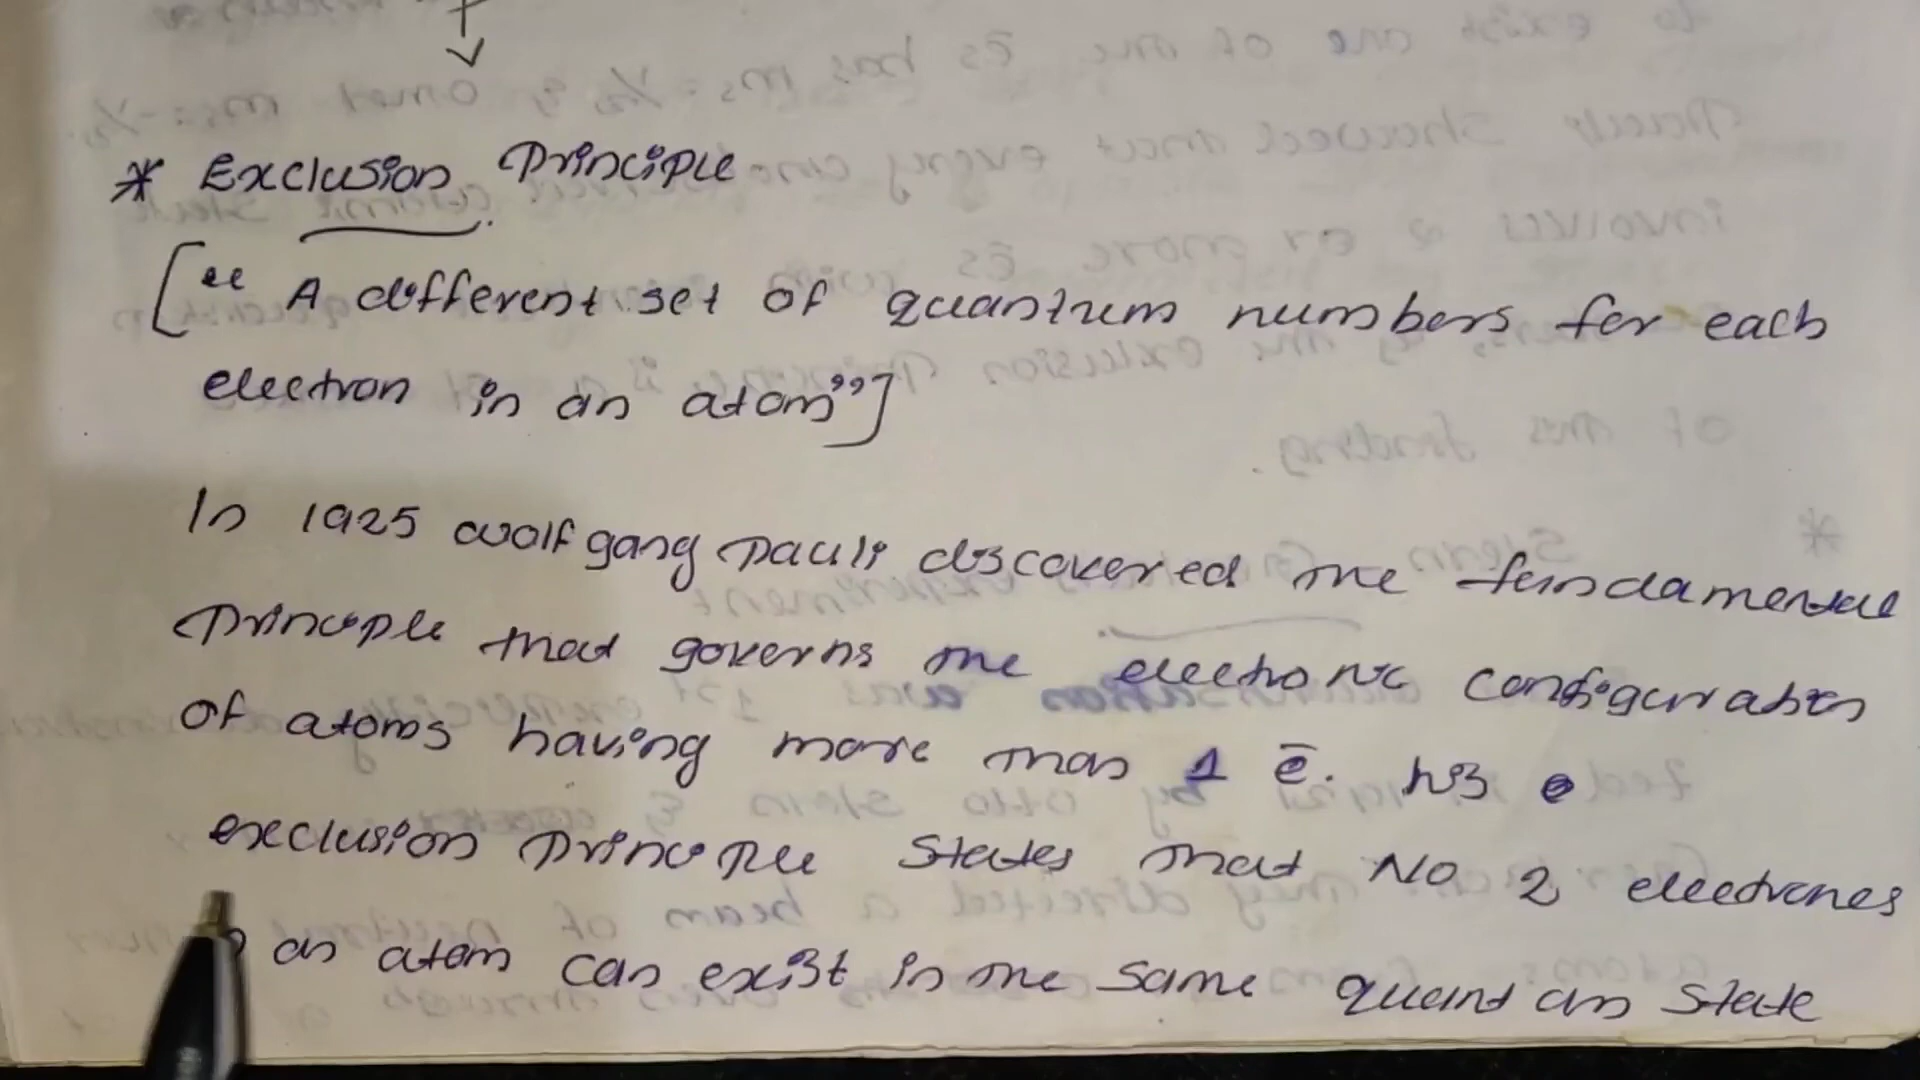 * Exclusion Principle
[“ A different set of quantum numbers for each
electron in an atom”]
In 1925 wolfgang Pauli discovered the fundamental
Principle that governs the electronic configuration
of atoms having more than 1 e̅. his e
exclusion principle states that No 2 electrones
an atom can exist in the same quantum state